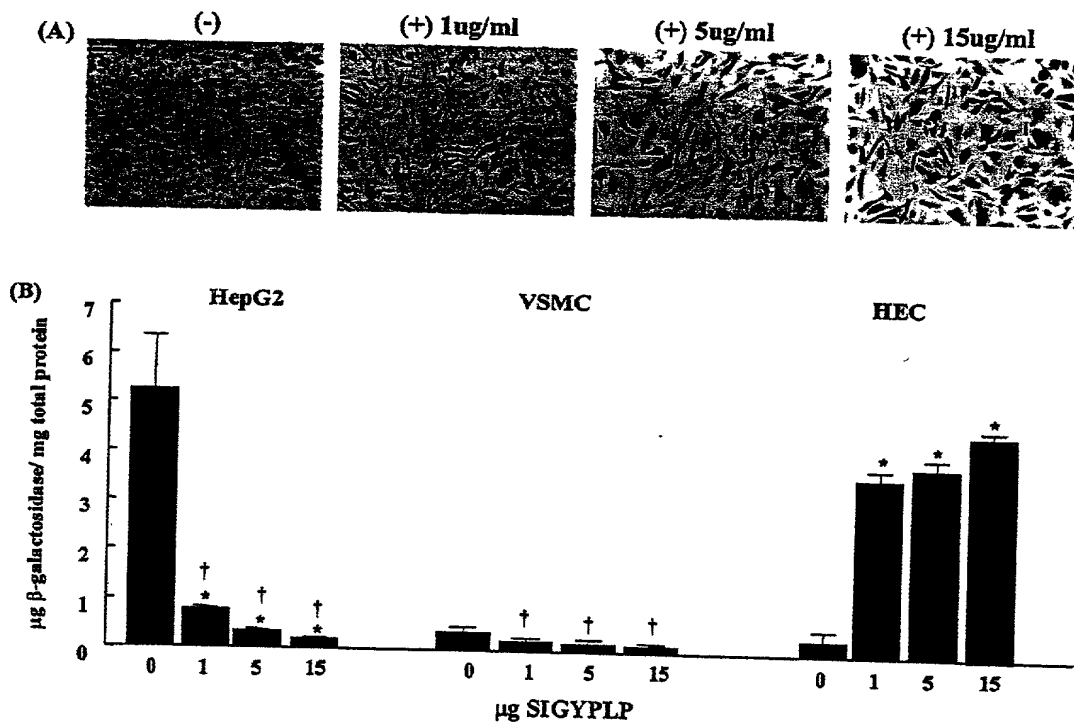 (A)
(-)
(+) 1ug/ml
(+) 5ug/ml
(+) 15ug/ml
(B)
HepG2
VSMC
HEC
µg β-galactosidase/ mg total protein
7
6
5
4
3
2
1
0
† † † † † †
* * * * * *
0 1 5 15 0 1 5 15 0 1 5 15
µg SIGYPLP